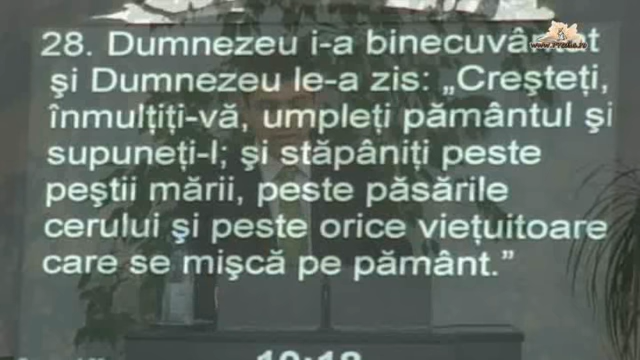 28. Dumnezeu i-a binecuvântat
şi Dumnezeu le-a zis: „Creşteţi,
înmulţiţi-vă, umpleţi pământul şi
supuneţi-l; şi stăpâniţi peste
peştii mării, peste păsările
cerului şi peste orice vieţuitoare
care se mişcă pe pământ.”